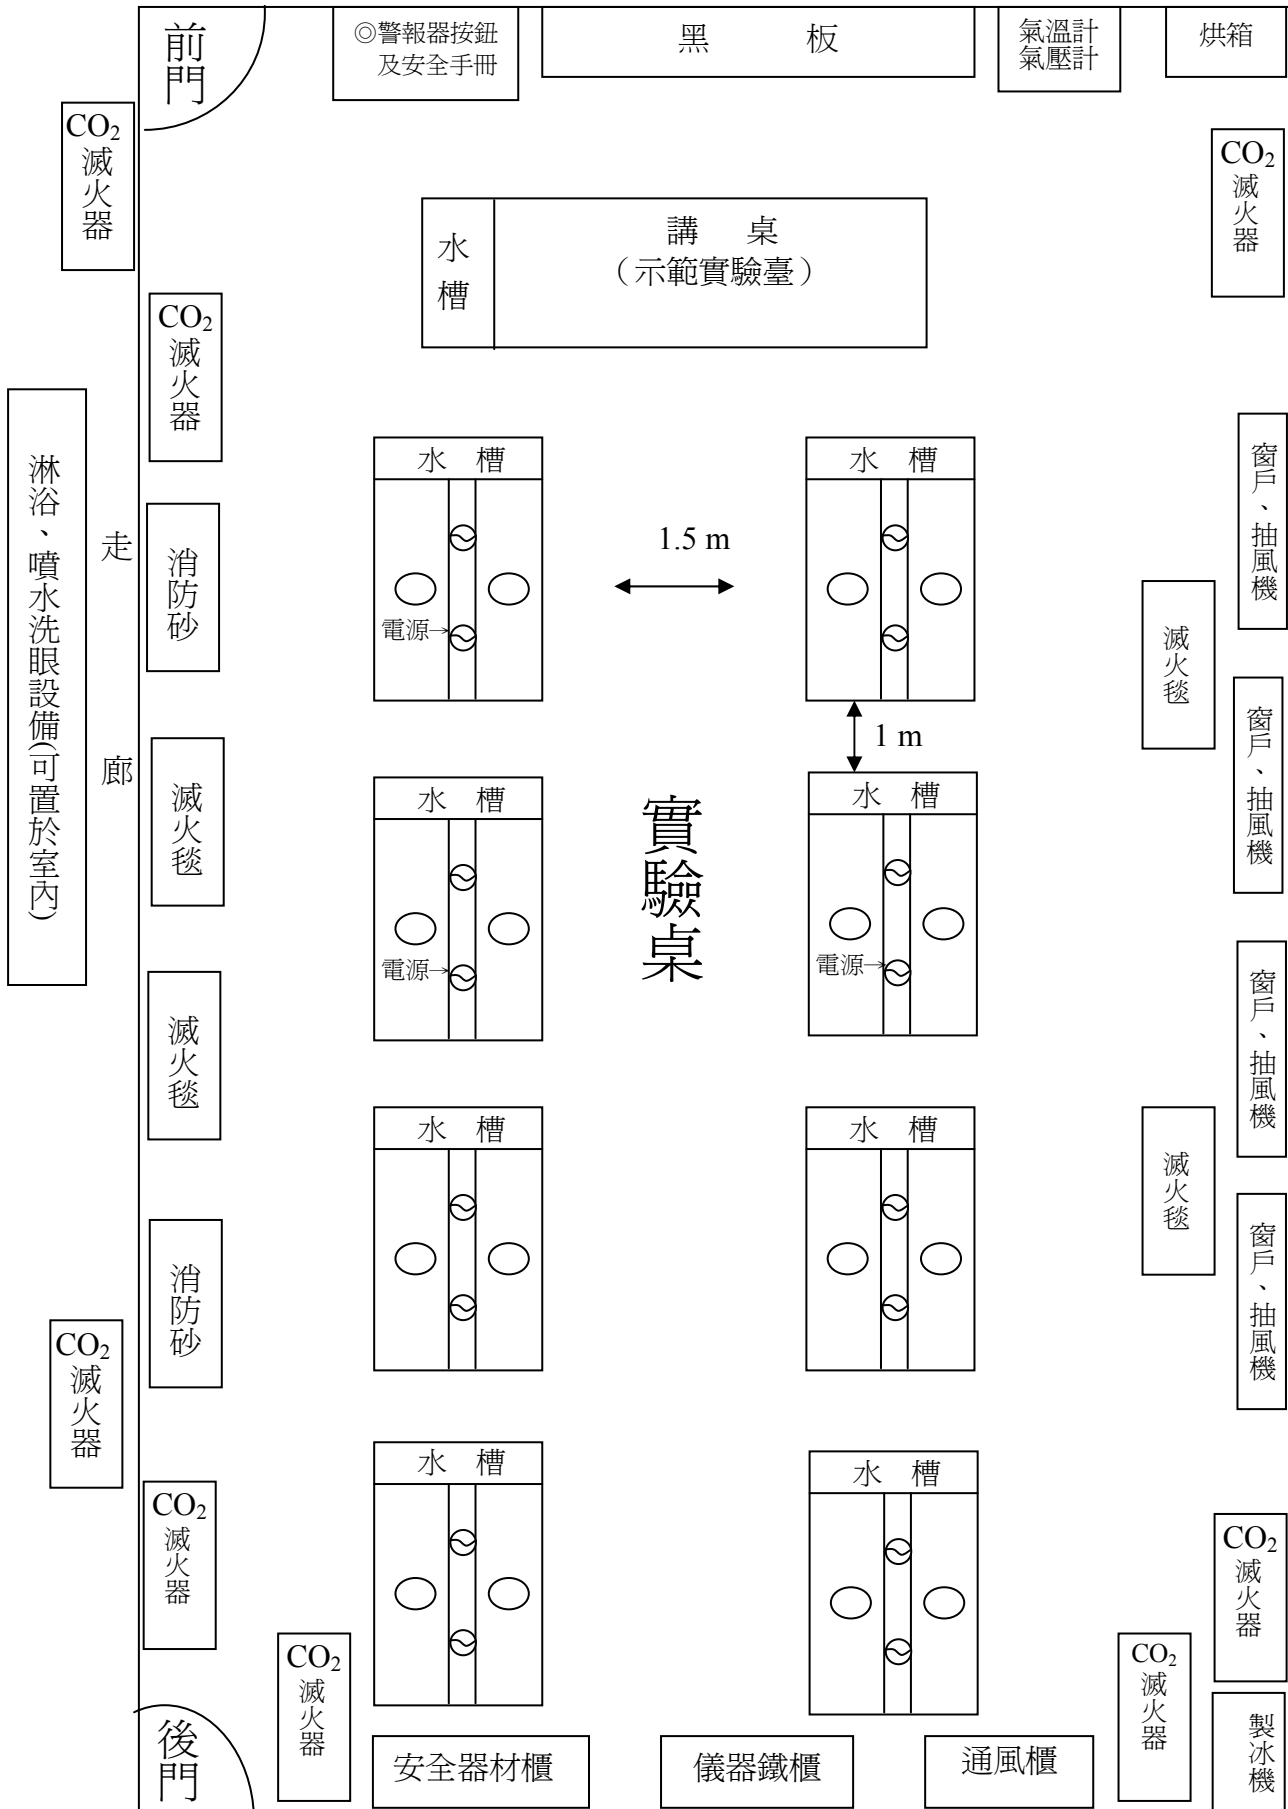 前門
◎警報器按鈕
及安全手冊
黑 板
氣溫計
氣壓計
烘箱
CO₂
滅火器
CO₂
滅火器
水槽
講 桌
（示範實驗臺）
CO₂
滅火器
淋浴、噴水洗眼設備(可置於室內)
走廊
消防砂
滅火毯
滅火毯
消防砂
CO₂
滅火器
CO₂
滅火器
水 槽
電源→
1.5 m
水 槽
1 m
水 槽
電源→
實驗桌
水 槽
電源→
水 槽
水 槽
水 槽
水 槽
窗戶、抽風機
滅火毯
窗戶、抽風機
窗戶、抽風機
滅火毯
窗戶、抽風機
CO₂
滅火器
後門
CO₂
滅火器
安全器材櫃
儀器鐵櫃
通風櫃
CO₂
滅火器
製冰機